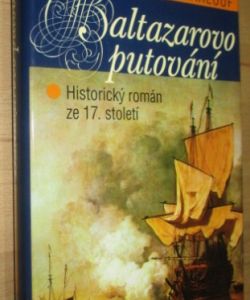 Baltazarovo
putování
Historický román
ze 17. století